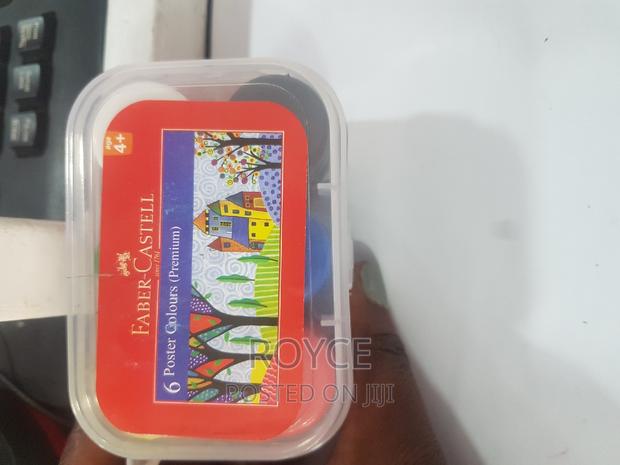 FABER-CASTELL
since 1761
6 Poster Colours (Premium)
Age
4+
ROYCE
POSTED ON JIJI